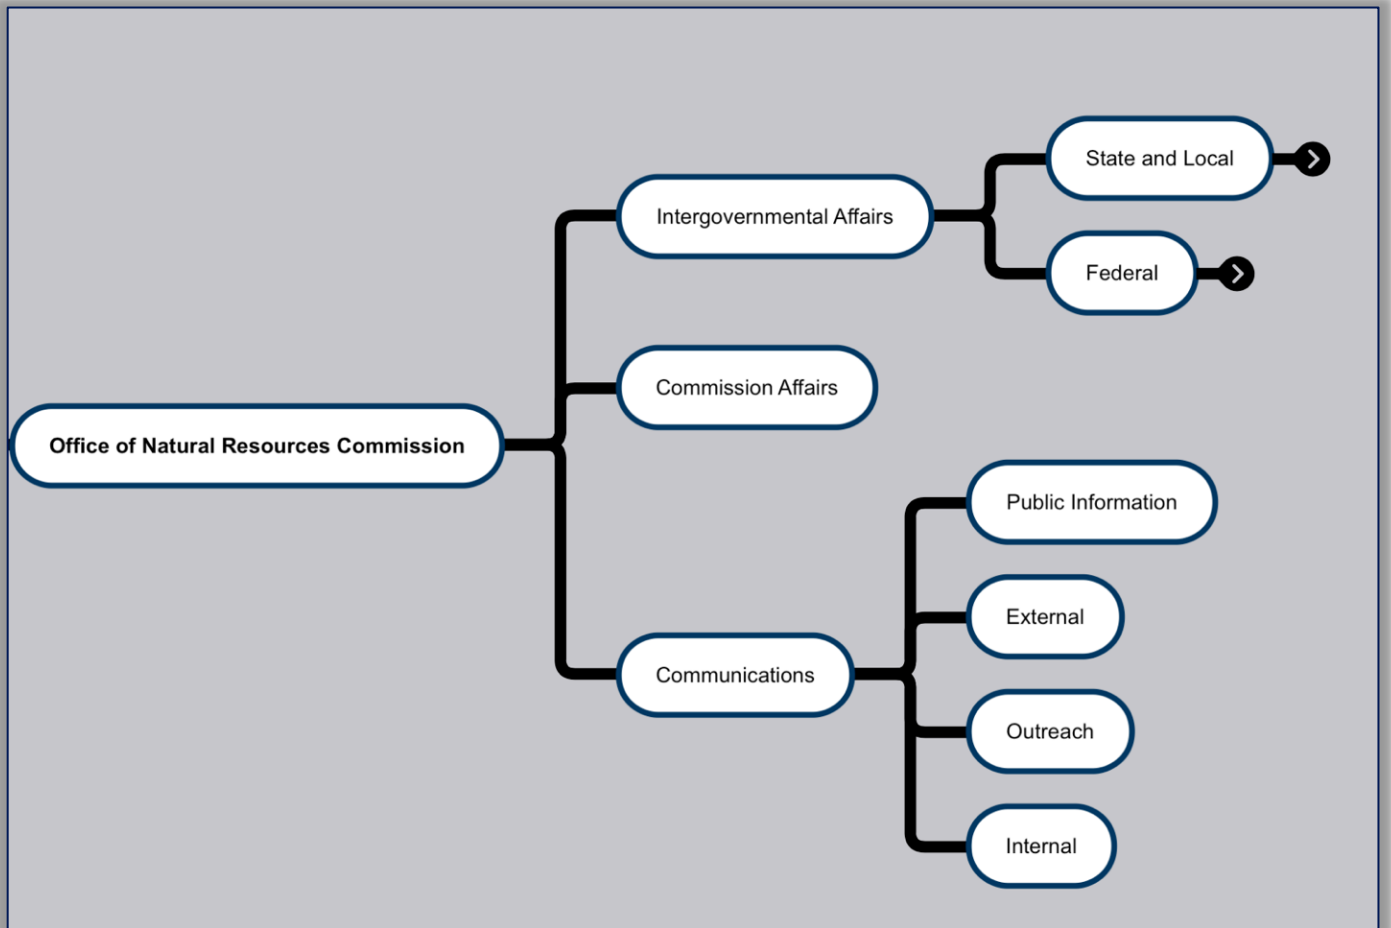 Office of Natural Resources Commission
Intergovernmental Affairs
State and Local
Federal
Commission Affairs
Communications
Public Information
External
Outreach
Internal